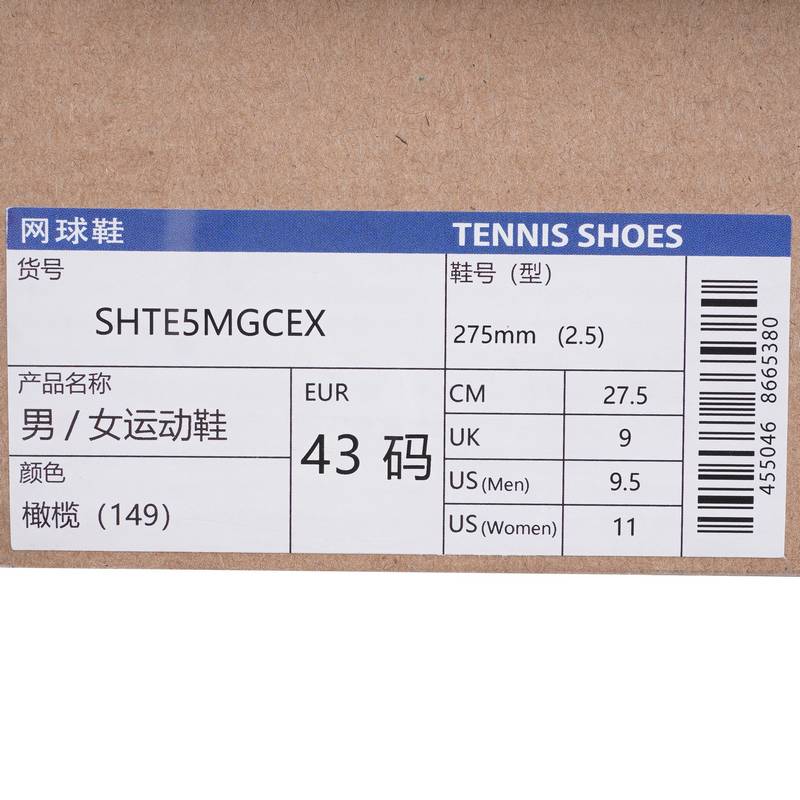 网球鞋 TENNIS SHOES
货号
SHTE5MGCEX
鞋号（型）
275mm (2.5)
产品名称
男 / 女运动鞋
颜色
橄榄（149）
EUR
43 码
CM 27.5
UK 9
US (Men) 9.5
US (Women) 11
455046 8665380